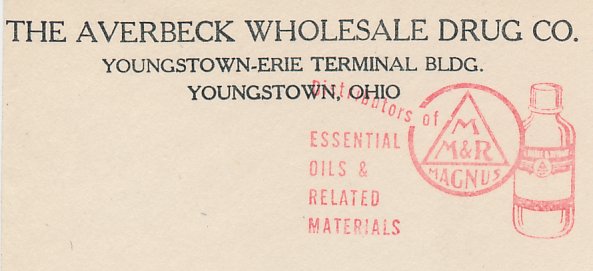 THE AVERBECK WHOLESALE DRUG CO.
YOUNGSTOWN-ERIE TERMINAL BLDG.
YOUNGSTOWN, OHIO
Distributors of
ESSENTIAL
OILS &
RELATED
MATERIALS
M
M&R
MAGNUS